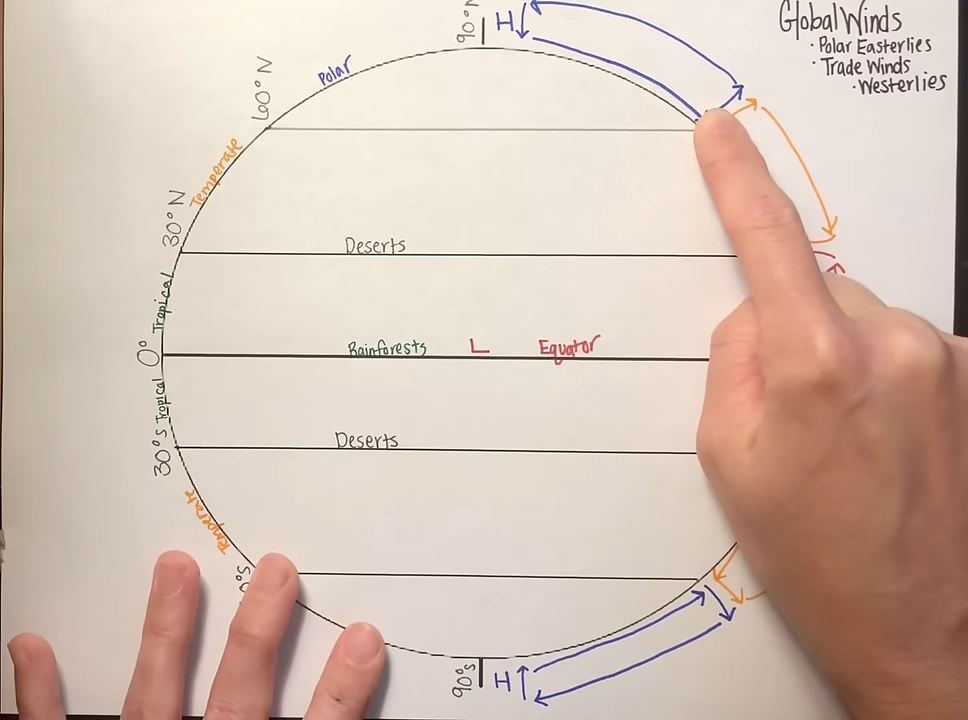 Global Winds
· Polar Easterlies
· Trade Winds
· Westerlies
90° N
H
60° N
Polar
Temperate
30° N
Deserts
Tropical
0°
Rainforests L Equator
Tropical
30°S
Deserts
90°S
H